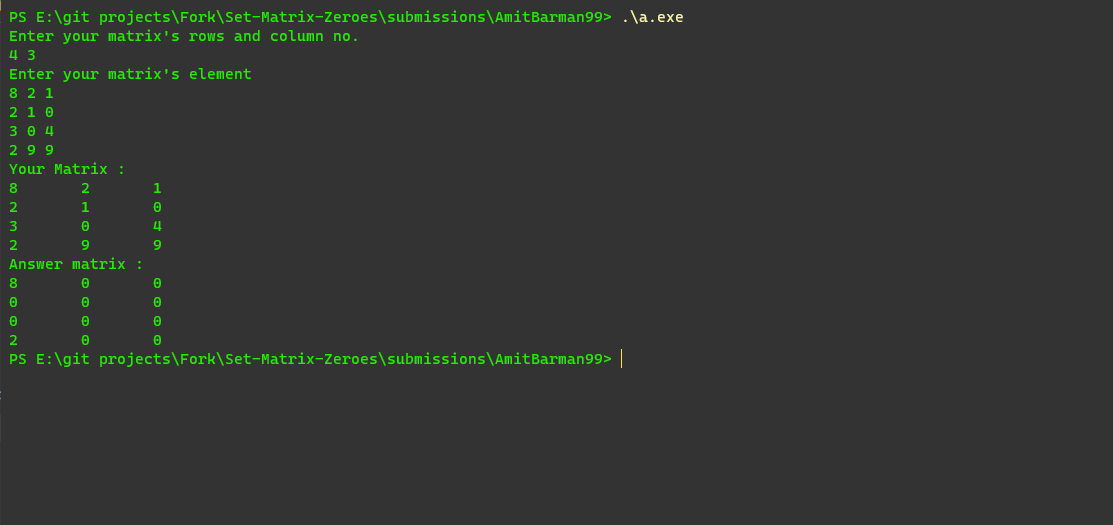 PS E:\git projects\Fork\Set-Matrix-Zeroes\submissions\AmitBarman99> .\a.exe
Enter your matrix's rows and column no.
4 3
Enter your matrix's element
8 2 1
2 1 0
3 0 4
2 9 9
Your Matrix :
8       2       1
2       1       0
3       0       4
2       9       9
Answer matrix :
8       0       0
0       0       0
0       0       0
2       0       0
PS E:\git projects\Fork\Set-Matrix-Zeroes\submissions\AmitBarman99>